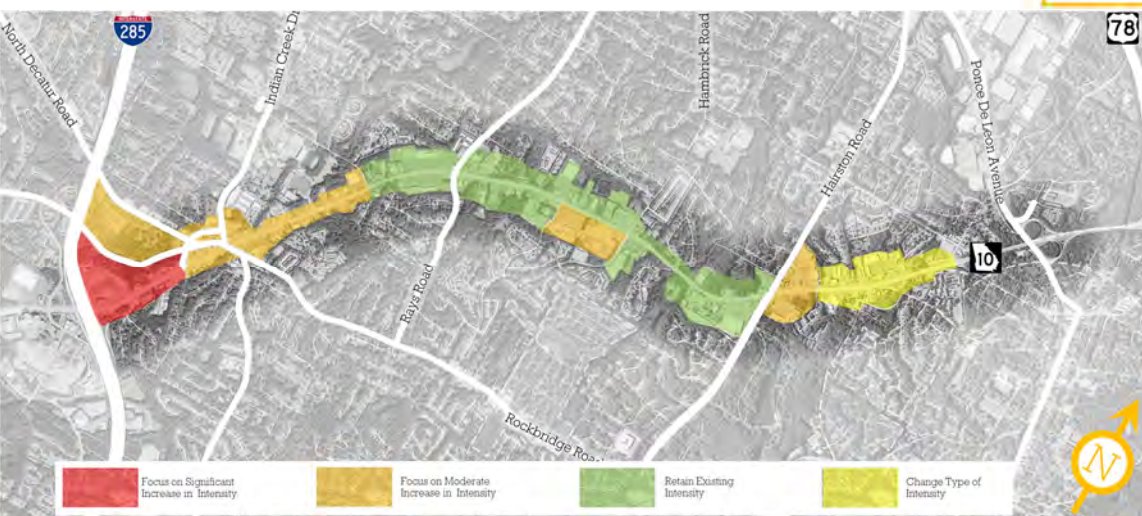 INTERSTATE
285
78
North Decatur Road
Indian Creek Dr
Hambrick Road
Ponce De Leon Avenue
Hairston Road
10
Rays Road
Rockbridge Road
N
Focus on Significant
Increase in Intensity
Focus on Moderate
Increase in Intensity
Retain Existing
Intensity
Change Type of
Intensity